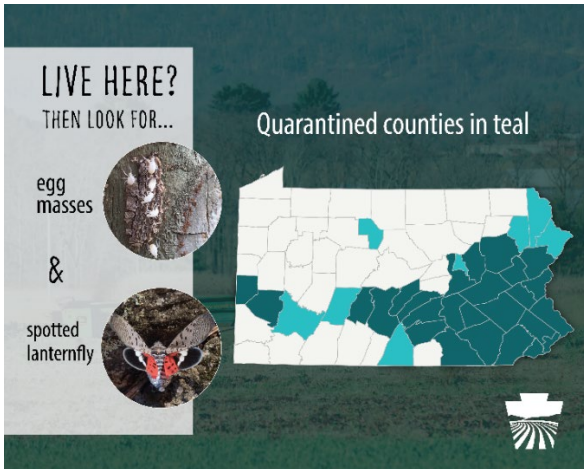 LIVE HERE?
THEN LOOK FOR...
egg
masses
&
spotted
lanternfly
Quarantined counties in teal